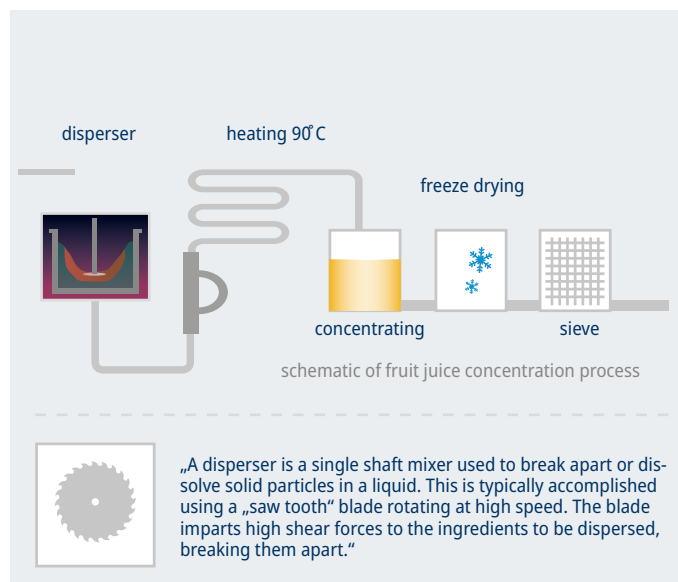 disperser
heating 90°C
freeze drying
concentrating
sieve
schematic of fruit juice concentration process
„A disperser is a single shaft mixer used to break apart or dis-
solve solid particles in a liquid. This is typically accomplished
using a „saw tooth“ blade rotating at high speed. The blade
imparts high shear forces to the ingredients to be dispersed,
breaking them apart.“